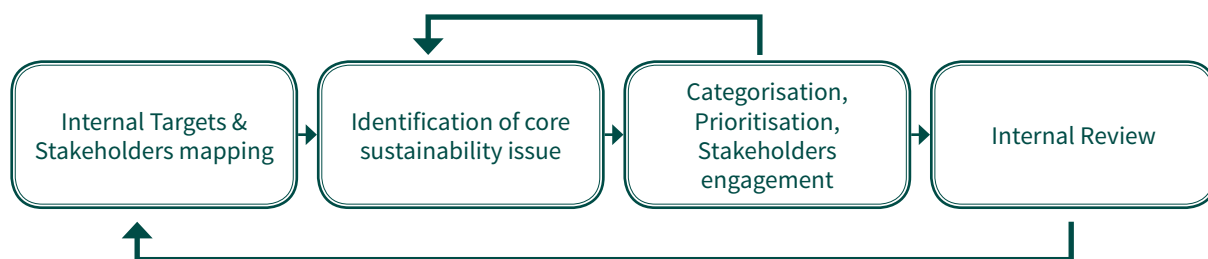 Internal Targets &
Stakeholders mapping
Identification of core
sustainability issue
Categorisation,
Prioritisation,
Stakeholders
engagement
Internal Review